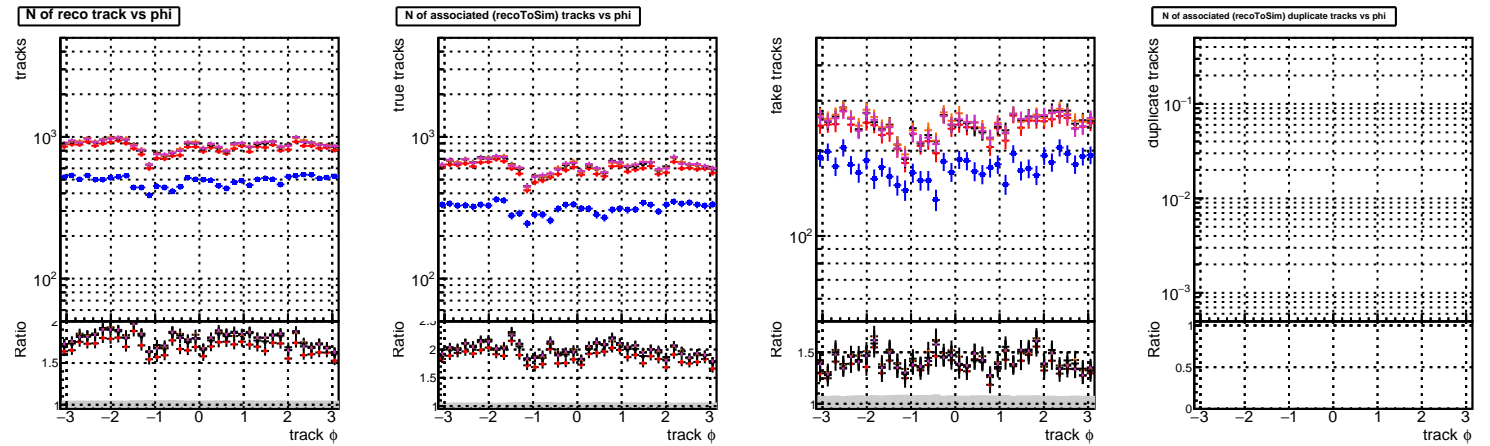 N of reco track vs phi
tracks
10³
10²
Ratio
2
1.5
1
−3 −2 −1 0 1 2 3
track ϕ
N of associated (recoToSim) tracks vs phi
true tracks
10³
10²
Ratio
2.5
2
1.5
1
−3 −2 −1 0 1 2 3
track ϕ
fake tracks
10²
Ratio
1.5
1
−3 −2 −1 0 1 2 3
track ϕ
N of associated (recoToSim) duplicate tracks vs phi
duplicate tracks
10⁻¹
10⁻²
10⁻³
Ratio
1
0.5
0
−3 −2 −1 0 1 2 3
track ϕ